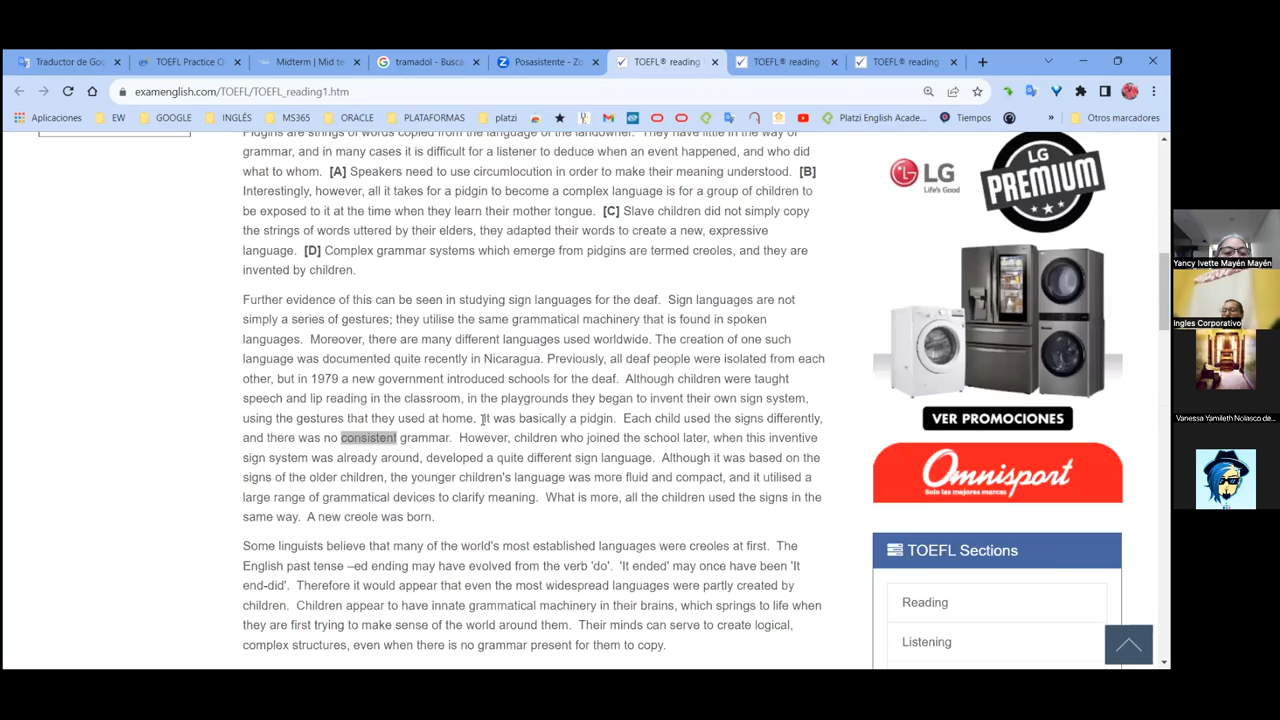 Traductor de Goo
TOEFL Practice Q
Midterm | Mid te
tramadol - Busca
Posasistente - Zo
TOEFL® reading
TOEFL® reading
TOEFL® reading
examenglish.com/TOEFL/TOEFL_reading1.htm
Aplicaciones
EW
GOOGLE
INGLÉS
MS365
ORACLE
PLATAFORMAS
platzi
Platzi English Acade...
Tiempos
»
Otros marcadores
Pidgins are strings of words copied from the language of the landowner. They have little in the way of
grammar, and in many cases it is difficult for a listener to deduce when an event happened, and who did
what to whom. [A] Speakers need to use circumlocution in order to make their meaning understood. [B]
Interestingly, however, all it takes for a pidgin to become a complex language is for a group of children to
be exposed to it at the time when they learn their mother tongue. [C] Slave children did not simply copy
the strings of words uttered by their elders, they adapted their words to create a new, expressive
language. [D] Complex grammar systems which emerge from pidgins are termed creoles, and they are
invented by children.
Further evidence of this can be seen in studying sign languages for the deaf. Sign languages are not
simply a series of gestures; they utilise the same grammatical machinery that is found in spoken
languages. Moreover, there are many different languages used worldwide. The creation of one such
language was documented quite recently in Nicaragua. Previously, all deaf people were isolated from each
other, but in 1979 a new government introduced schools for the deaf. Although children were taught
speech and lip reading in the classroom, in the playgrounds they began to invent their own sign system,
using the gestures that they used at home. It was basically a pidgin. Each child used the signs differently,
and there was no consistent grammar. However, children who joined the school later, when this inventive
sign system was already around, developed a quite different sign language. Although it was based on the
signs of the older children, the younger children's language was more fluid and compact, and it utilised a
large range of grammatical devices to clarify meaning. What is more, all the children used the signs in the
same way. A new creole was born.
Some linguists believe that many of the world's most established languages were creoles at first. The
English past tense –ed ending may have evolved from the verb 'do'. 'It ended' may once have been 'It
end-did'. Therefore it would appear that even the most widespread languages were partly created by
children. Children appear to have innate grammatical machinery in their brains, which springs to life when
they are first trying to make sense of the world around them. Their minds can serve to create logical,
complex structures, even when there is no grammar present for them to copy.
LG
Life's Good
LG
PREMIUM
VER PROMOCIONES
Omnisport
Solo las mejores marcas
TOEFL Sections
Reading
Listening
Yancy Ivette Mayén Mayén
Ingles Corporativo
Vanessa Yamileth Nolasco de